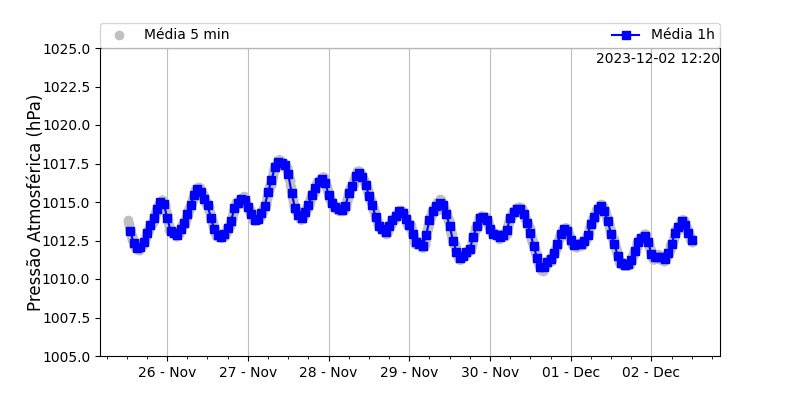 Média 5 min
Média 1h
2023-12-02 12:20
Pressão Atmosférica (hPa)
1025.0
1022.5
1020.0
1017.5
1015.0
1012.5
1010.0
1007.5
1005.0
26 - Nov
27 - Nov
28 - Nov
29 - Nov
30 - Nov
01 - Dec
02 - Dec